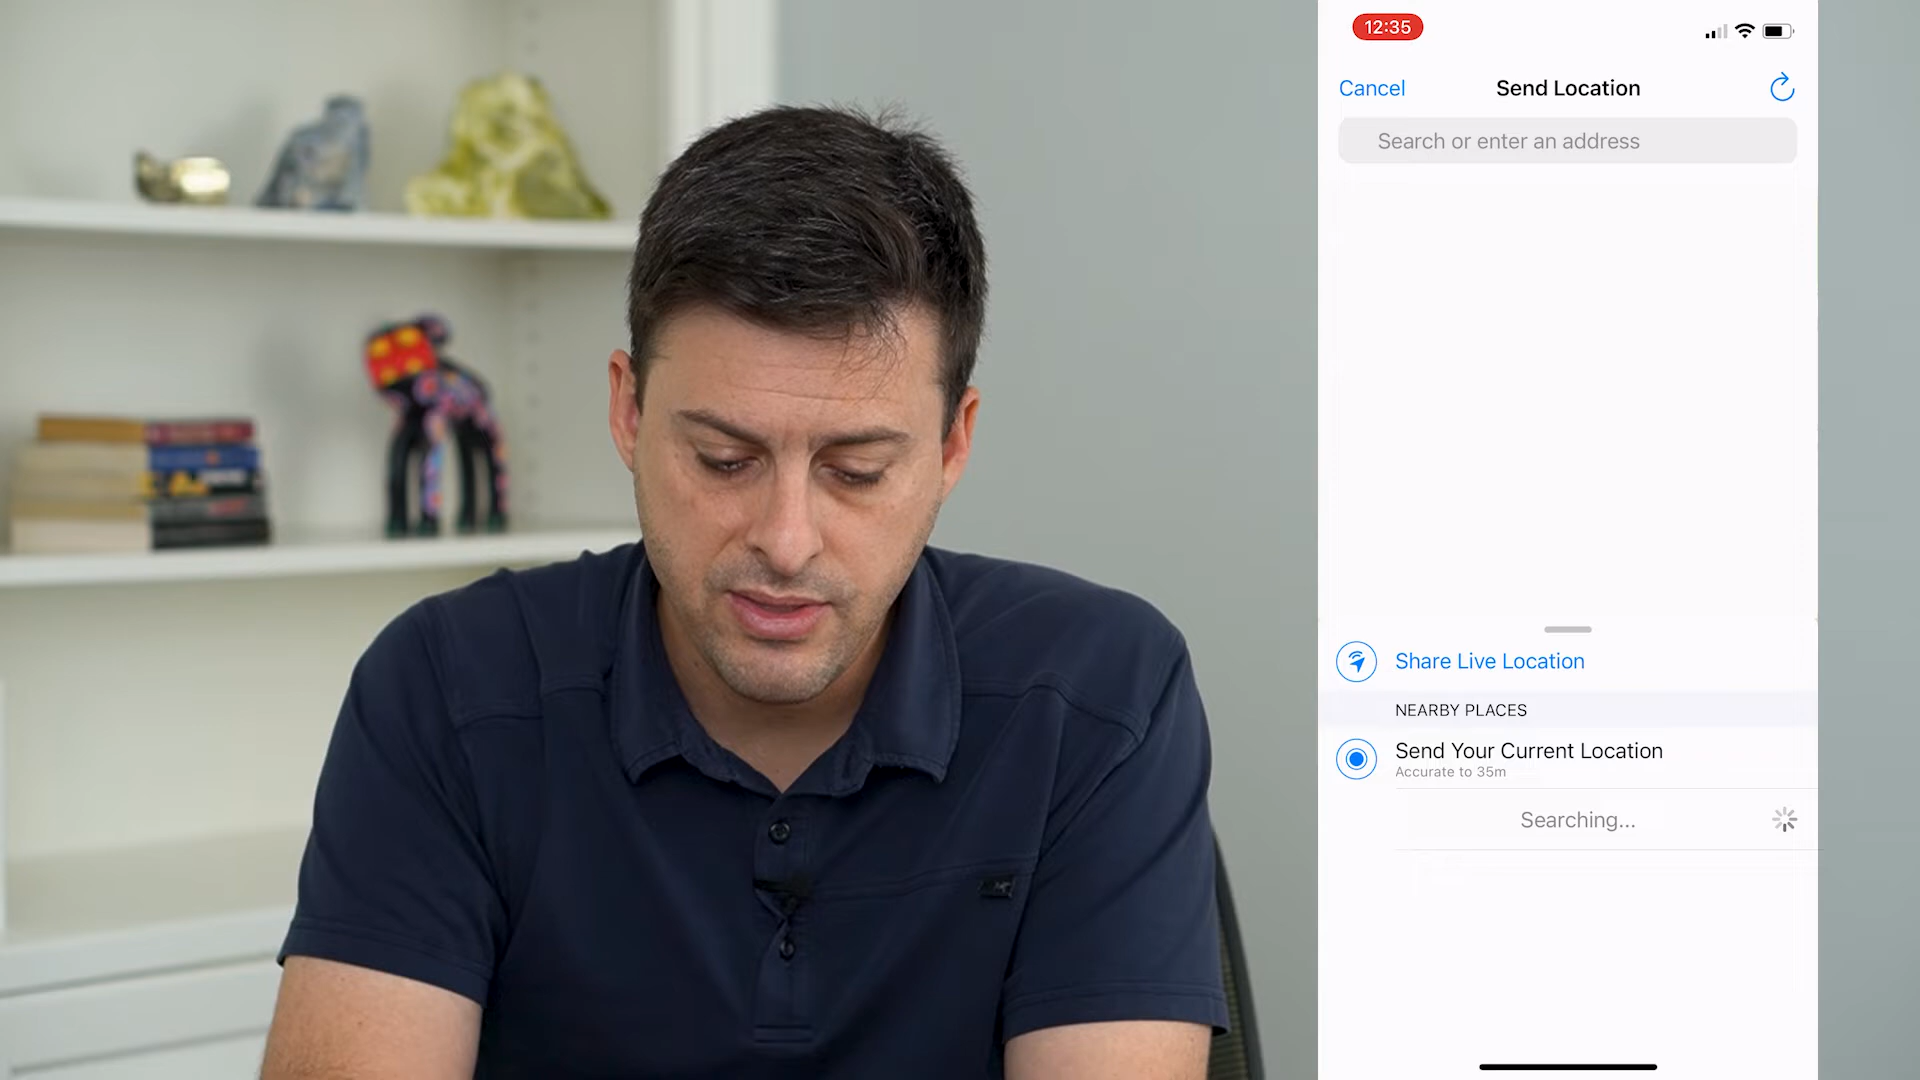 12:35
Cancel
Send Location
Search or enter an address
Share Live Location
NEARBY PLACES
Send Your Current Location
Accurate to 35m
Searching...